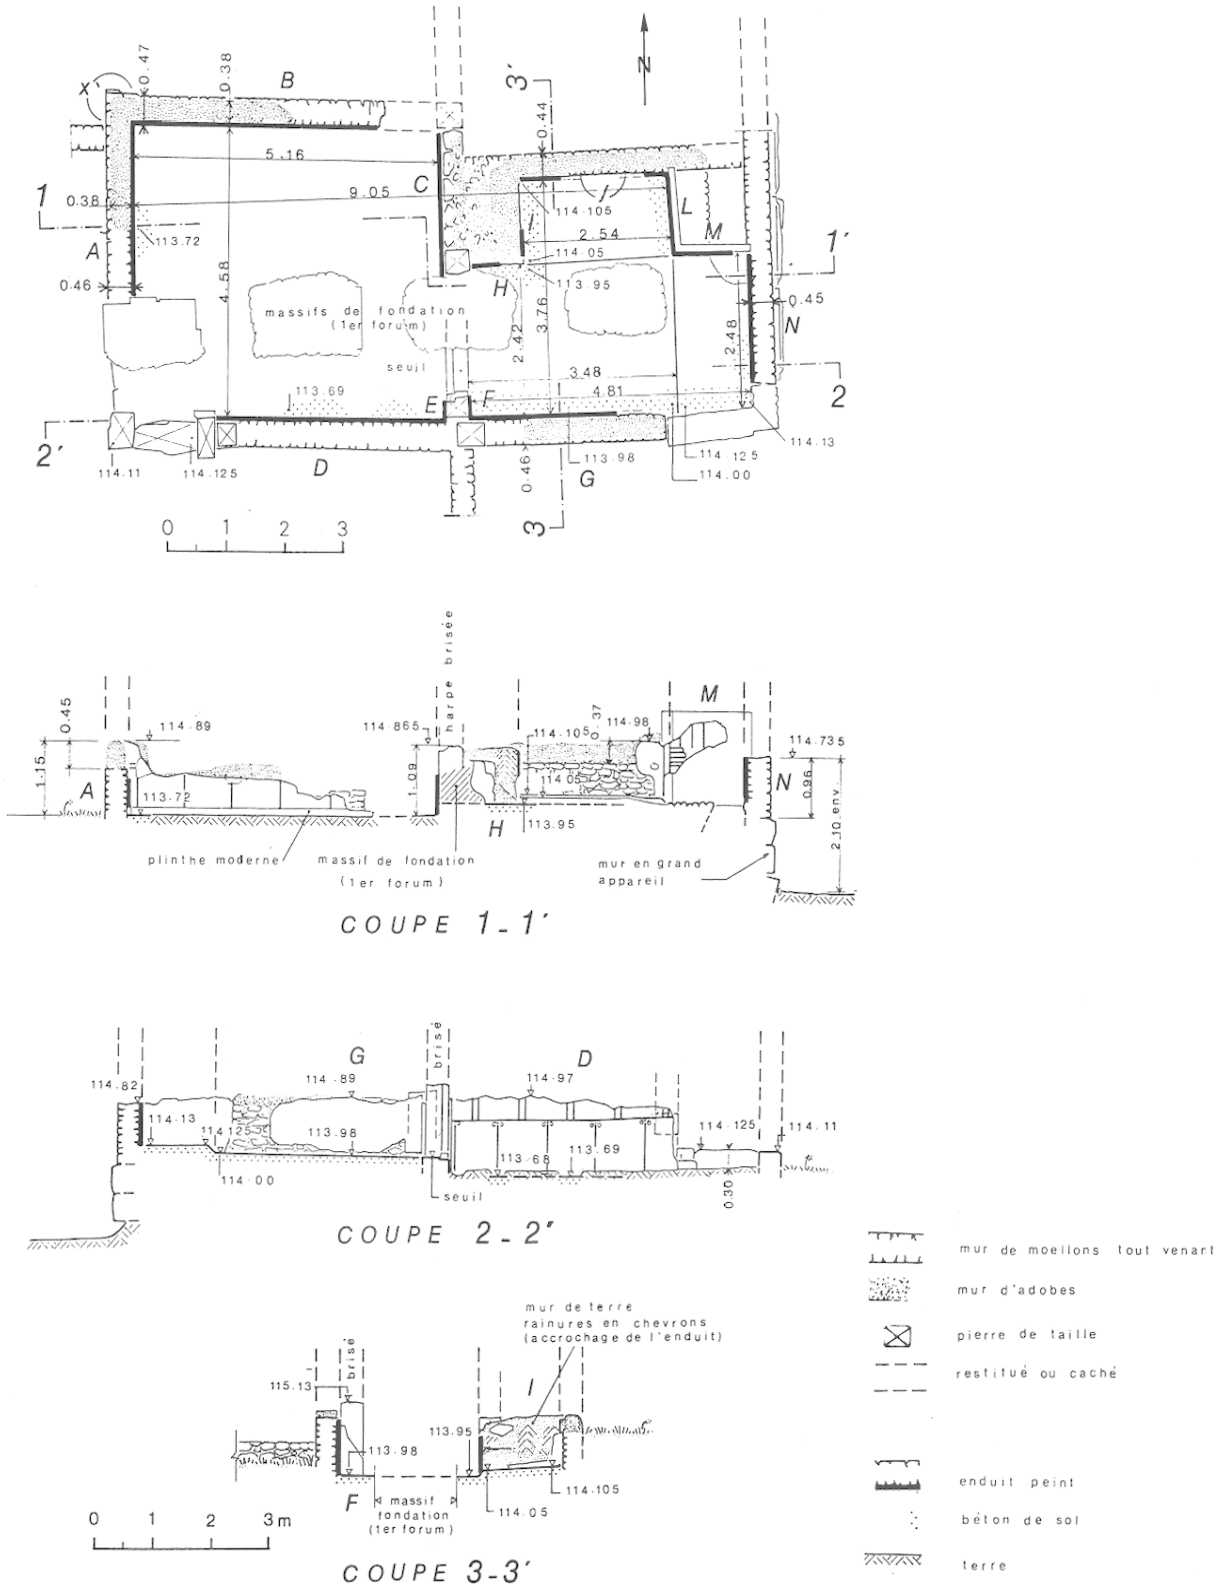 0.47
0.38
B
x'
3'
0.44
N
5.16
C
9.05
J
L
1
0.38
114.105
I
2.54
M
1'
A
113.72
114.05
0.46
H
113.95
0.45
4.58
massifs de fondation
(1er forum)
3.76
2.42
2.48
N
seuil
3.48
113.69
E
F
4.81
2
2'
114.13
114.11
114.125
D
0.46
113.98
G
114.125
114.00
3
0 1 2 3
harpe brisée
M
0.45
114.89
114.865
114.105
0.37
114.98
114.735
1.15
A
113.72
1.09
114.05
N
0.96
H
113.95
2.10 env.
plinthe moderne
massif de fondation
(1er forum)
mur en grand
appareil
COUPE 1-1'
brisé
G
D
114.82
114.89
114.97
114.13
114.125
113.98
114.125
114.11
113.68
113.69
114.00
seuil
0.30
COUPE 2-2'
mur de moellons tout venart
mur d'adobes
pierre de taille
restitué ou caché
enduit peint
béton de sol
terre
mur de terre
rainures en chevrons
(accrochage de l'enduit)
brisé
115.13
I
113.95
113.98
F
massif
fondation
(1er forum)
114.05
114.105
0 1 2 3m
COUPE 3-3'